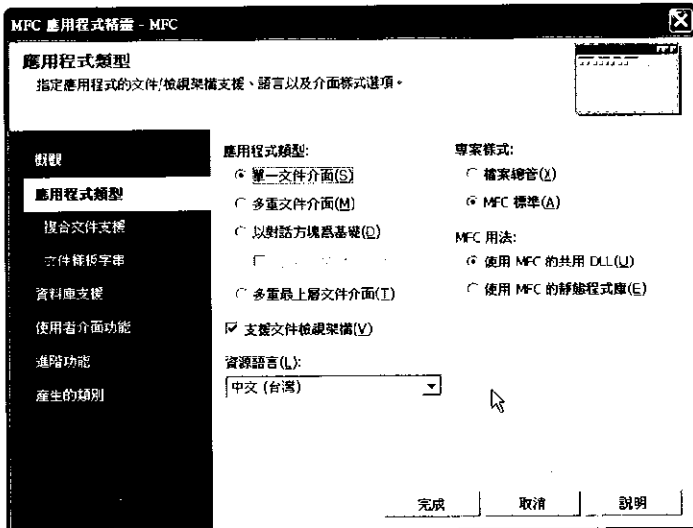 MFC 應用程式精靈 - MFC
應用程式類型
指定應用程式的文件/檢視架構支援、語言以及介面樣式選項。
概觀
應用程式類型
複合文件支援
文件樣板字串
資料庫支援
使用者介面功能
進階功能
產生的類別
應用程式類型:
單一文件介面(S)
多重文件介面(M)
以對話方塊為基礎(D)
多重最上層文件介面(T)
支援文件檢視架構(V)
資源語言(L):
中文 (台灣)
專案樣式:
檔案總管(X)
MFC 標準(A)
MFC 用法:
使用 MFC 的共用 DLL(U)
使用 MFC 的靜態程式庫(E)
完成
取消
說明